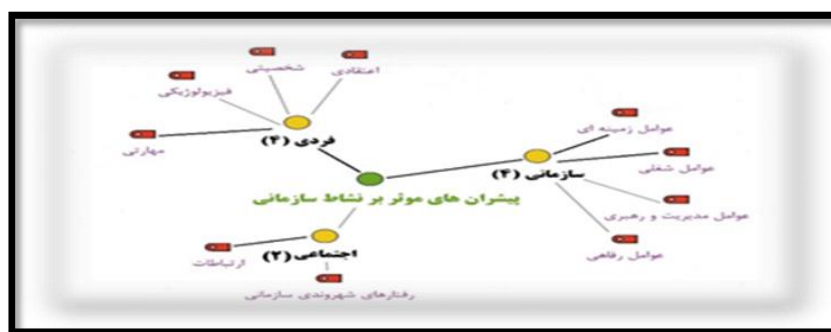 اعتقادی
شخصیتی
فیزیولوژیکی
مهارتی
فردی (۴)
عوامل زمینه ای
عوامل شغلی
سازمانی (۴)
عوامل مدیریت و رهبری
عوامل رفاهی
پیشران های موثر بر نشاط سازمانی
اجتماعی (۲)
ارتباطات
رفتارهای شهروندی سازمانی